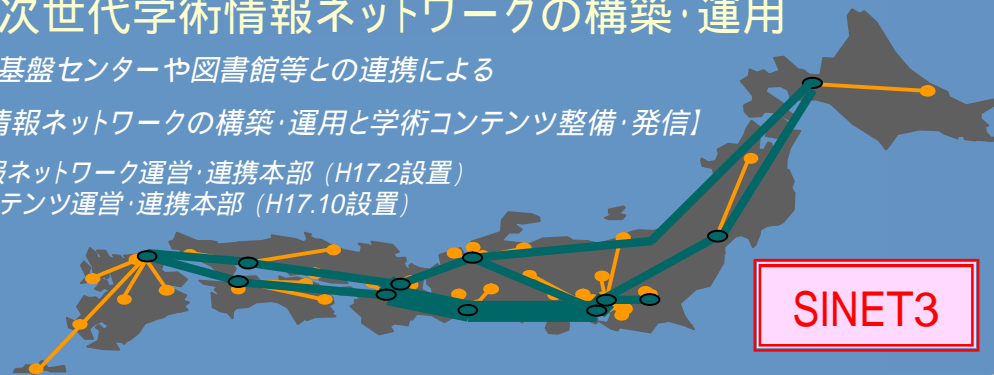 次世代学術情報ネットワークの構築・運用
基盤センターや図書館等との連携による
情報ネットワークの構築・運用と学術コンテンツ整備・発信】
報ネットワーク運営・連携本部（H17.2設置）
テンツ運営・連携本部（H17.10設置）
SINET3